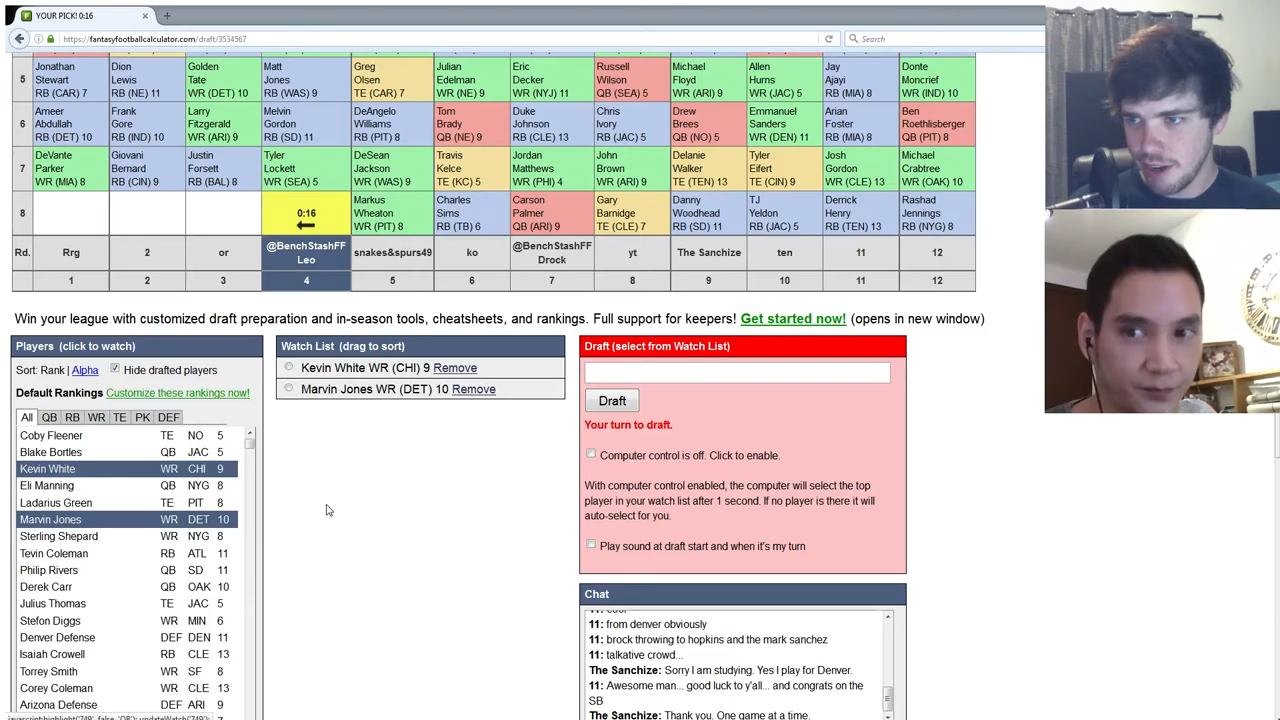 YOUR PICK! 0:16
https://fantasyfootballcalculator.com/draft/3534567
Search
5 Jonathan Stewart RB (CAR) 7 Dion Lewis RB (NE) 11 Golden Tate WR (DET) 10 Matt Jones RB (WAS) 9 Greg Olsen TE (CAR) 7 Julian Edelman WR (NE) 9 Eric Decker WR (NYJ) 11 Russell Wilson QB (SEA) 5 Michael Floyd WR (ARI) 9 Allen Hurns WR (JAC) 5 Jay Ajayi RB (MIA) 8 Donte Moncrief WR (IND) 10
6 Ameer Abdullah RB (DET) 10 Frank Gore RB (IND) 10 Larry Fitzgerald WR (ARI) 9 Melvin Gordon RB (SD) 11 DeAngelo Williams RB (PIT) 8 Tom Brady QB (NE) 9 Duke Johnson RB (CLE) 13 Chris Ivory RB (JAC) 5 Drew Brees QB (NO) 5 Emmanuel Sanders WR (DEN) 11 Arian Foster RB (MIA) 8 Ben Roethlisberger QB (PIT) 8
7 DeVante Parker WR (MIA) 8 Giovani Bernard RB (CIN) 9 Justin Forsett RB (BAL) 8 Tyler Lockett WR (SEA) 5 DeSean Jackson WR (WAS) 9 Travis Kelce TE (KC) 5 Jordan Matthews WR (PHI) 4 John Brown WR (ARI) 9 Delanie Walker TE (TEN) 13 Tyler Eifert TE (CIN) 9 Josh Gordon WR (CLE) 13 Michael Crabtree WR (OAK) 10
8 0:16 Markus Wheaton WR (PIT) 8 Charles Sims RB (TB) 6 Carson Palmer QB (ARI) 9 Gary Barnidge TE (CLE) 7 Danny Woodhead RB (SD) 11 TJ Yeldon RB (JAC) 5 Derrick Henry RB (TEN) 13 Rashad Jennings RB (NYG) 8
Rd. Rrg 2 or @BenchStashFF Leo snakes&spurs49 ko @BenchStashFF Drock yt The Sanchize ten 11 12
1 2 3 4 5 6 7 8 9 10 11 12
Win your league with customized draft preparation and in-season tools, cheatsheets, and rankings. Full support for keepers! Get started now! (opens in new window)
Players (click to watch)
Sort: Rank | Alpha Hide drafted players
Default Rankings Customize these rankings now!
All QB RB WR TE PK DEF
Coby Fleener TE NO 5
Blake Bortles QB JAC 5
Kevin White WR CHI 9
Eli Manning QB NYG 8
Ladarius Green TE PIT 8
Marvin Jones WR DET 10
Sterling Shepard WR NYG 8
Tevin Coleman RB ATL 11
Philip Rivers QB SD 11
Derek Carr QB OAK 10
Julius Thomas TE JAC 5
Stefon Diggs WR MIN 6
Denver Defense DEF DEN 11
Isaiah Crowell RB CLE 13
Torrey Smith WR SF 8
Corey Coleman WR CLE 13
Arizona Defense DEF ARI 9
Watch List (drag to sort)
Kevin White WR (CHI) 9 Remove
Marvin Jones WR (DET) 10 Remove
Draft (select from Watch List)
Draft
Your turn to draft.
Computer control is off. Click to enable.
With computer control enabled, the computer will select the top
player in your watch list after 1 second. If no player is there it will
auto-select for you.
Play sound at draft start and when it's my turn
Chat
11: from denver obviously
11: brock throwing to hopkins and the mark sanchez
11: talkative crowd...
The Sanchize: Sorry I am studying. Yes I play for Denver.
11: Awesome man... good luck to y'all... and congrats on the
SB
The Sanchize: Thank you. One game at a time.